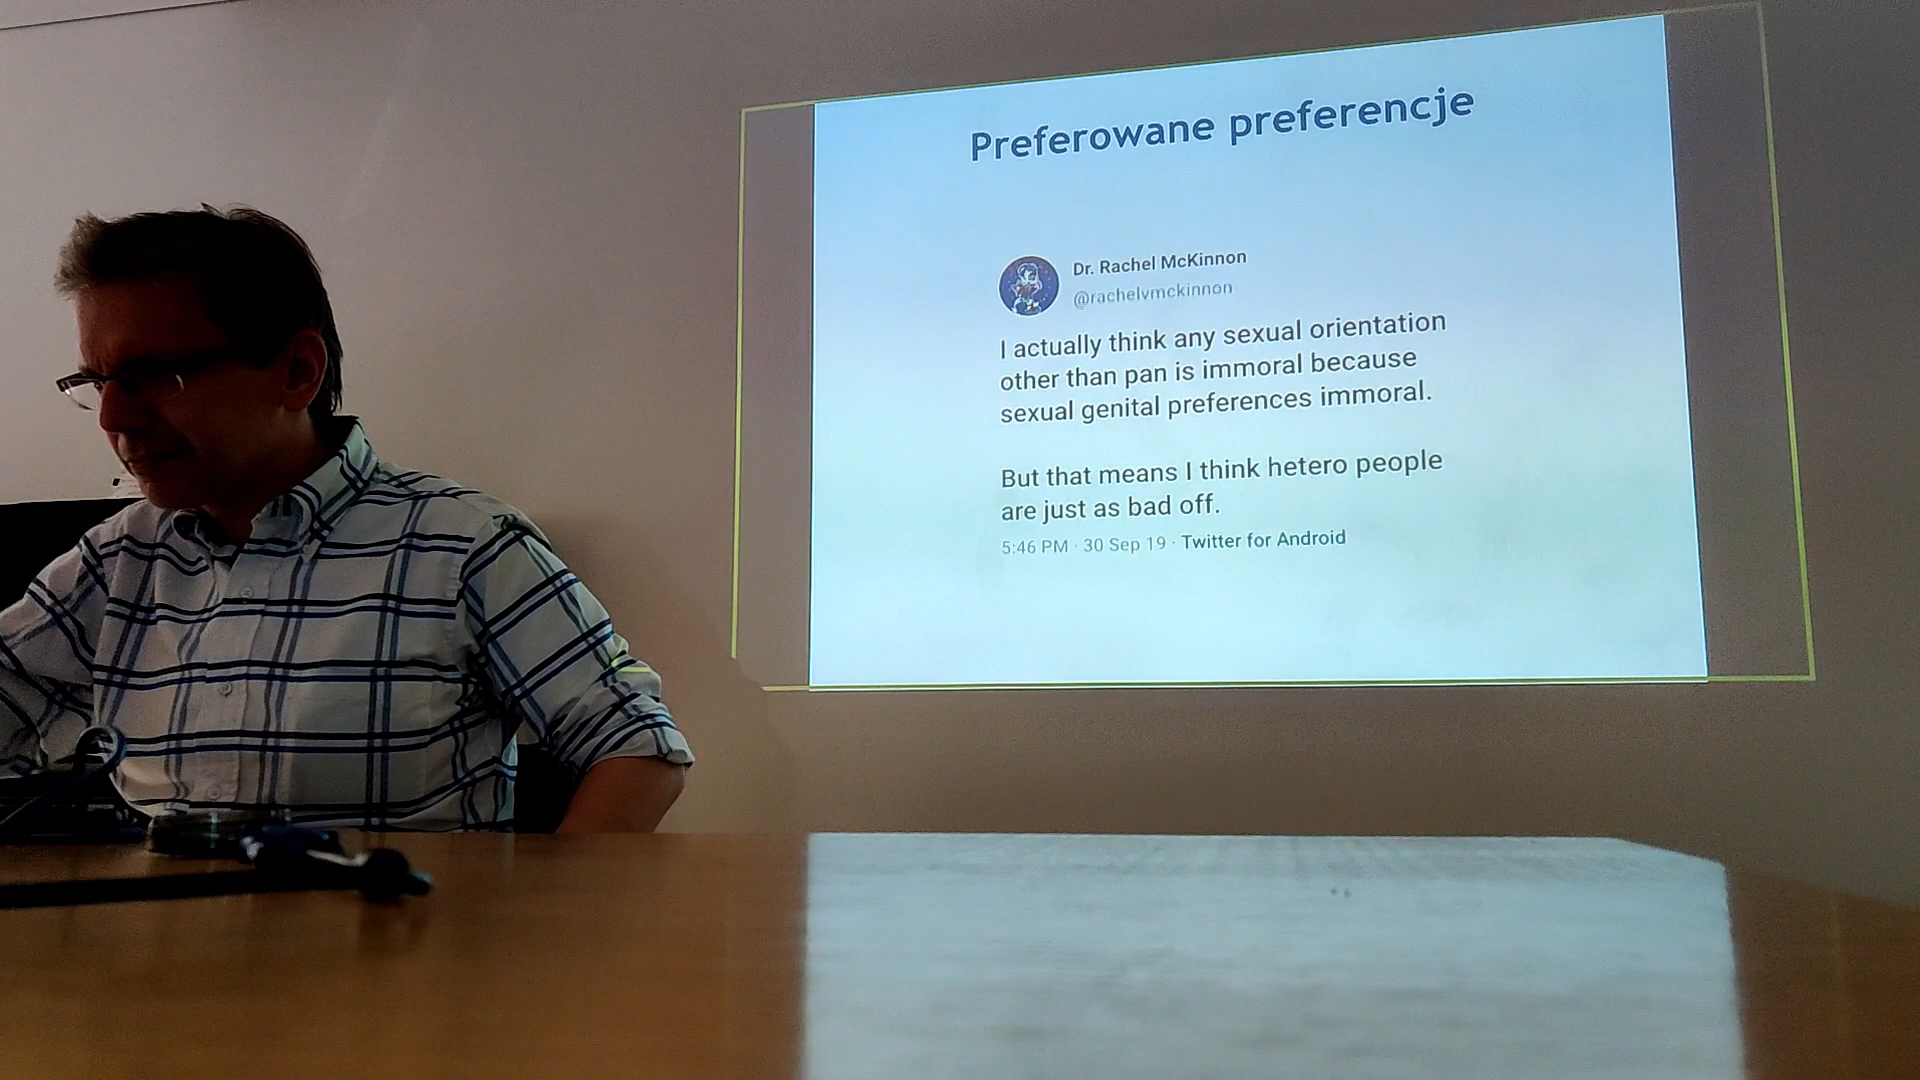 Preferowane preferencje
Dr. Rachel McKinnon
@rachelvmckinnon
I actually think any sexual orientation
other than pan is immoral because
sexual genital preferences immoral.
But that means I think hetero people
are just as bad off.
5:46 PM · 30 Sep 19 · Twitter for Android